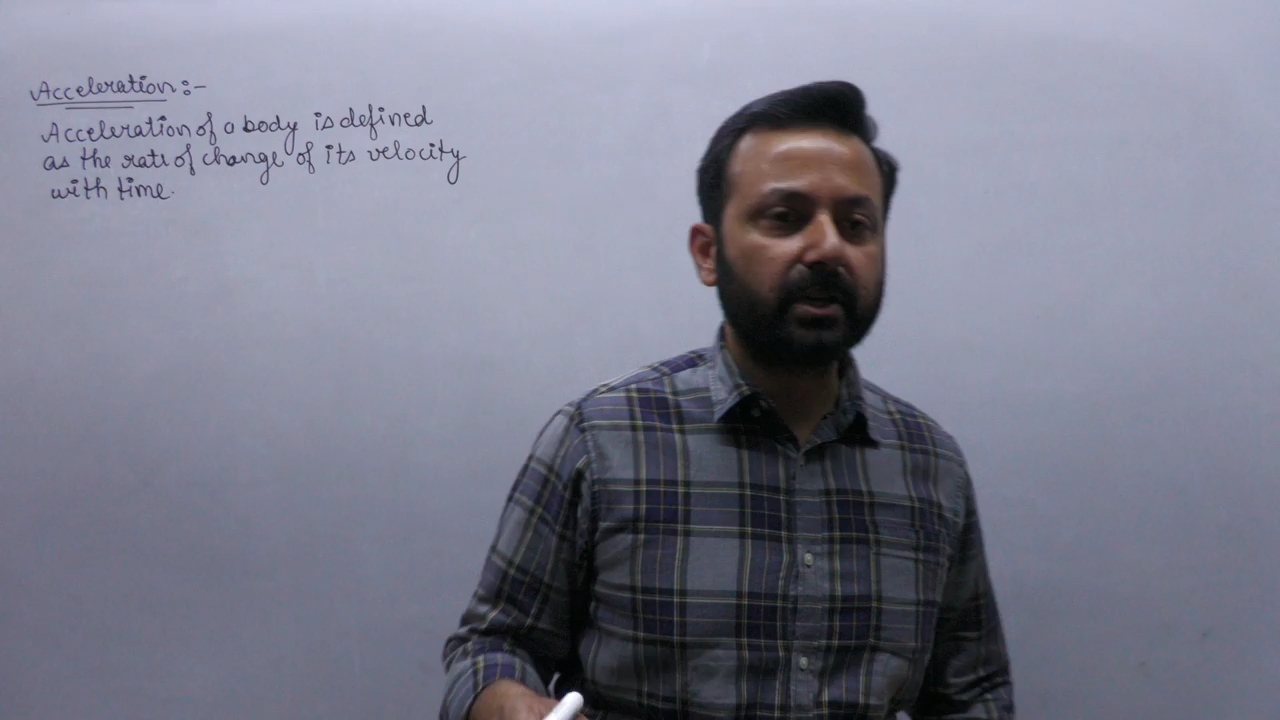 Acceleration :-
Acceleration of a body is defined
as the rate of change of its velocity
with time.